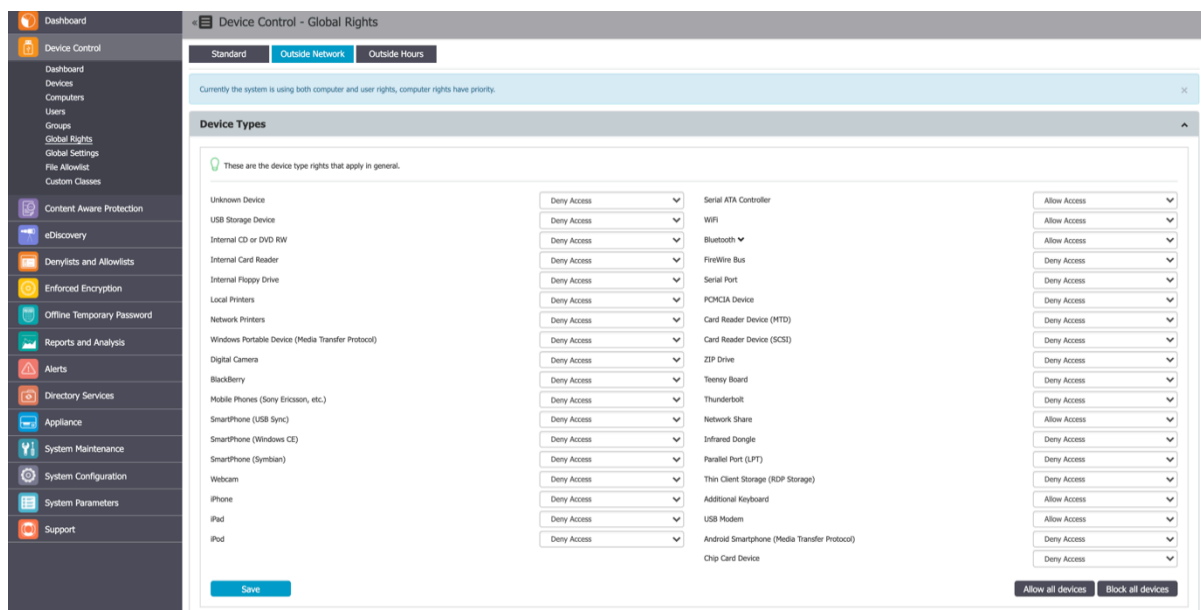 Dashboard
Device Control
Dashboard
Devices
Computers
Users
Groups
Global Rights
Global Settings
File Allowlist
Custom Classes
Content Aware Protection
eDiscovery
Denylists and Allowlists
Enforced Encryption
Offline Temporary Password
Reports and Analysis
Alerts
Directory Services
Appliance
System Maintenance
System Configuration
System Parameters
Support
Device Control - Global Rights
Standard Outside Network Outside Hours
Currently the system is using both computer and user rights, computer rights have priority.
Device Types
These are the device type rights that apply in general.
Unknown Device Deny Access Serial ATA Controller Allow Access
USB Storage Device Deny Access WiFi Allow Access
Internal CD or DVD RW Deny Access Bluetooth Allow Access
Internal Card Reader Deny Access FireWire Bus Deny Access
Internal Floppy Drive Deny Access Serial Port Deny Access
Local Printers Deny Access PCMCIA Device Deny Access
Network Printers Deny Access Card Reader Device (MTD) Deny Access
Windows Portable Device (Media Transfer Protocol) Deny Access Card Reader Device (SCSI) Deny Access
Digital Camera Deny Access ZIP Drive Deny Access
BlackBerry Deny Access Teensy Board Deny Access
Mobile Phones (Sony Ericsson, etc.) Deny Access Thunderbolt Deny Access
SmartPhone (USB Sync) Deny Access Network Share Allow Access
SmartPhone (Windows CE) Deny Access Infrared Dongle Deny Access
SmartPhone (Symbian) Deny Access Parallel Port (LPT) Deny Access
Webcam Deny Access Thin Client Storage (RDP Storage) Deny Access
iPhone Deny Access Additional Keyboard Allow Access
iPad Deny Access USB Modem Allow Access
iPod Deny Access Android Smartphone (Media Transfer Protocol) Deny Access
Chip Card Device Deny Access
Save Allow all devices Block all devices